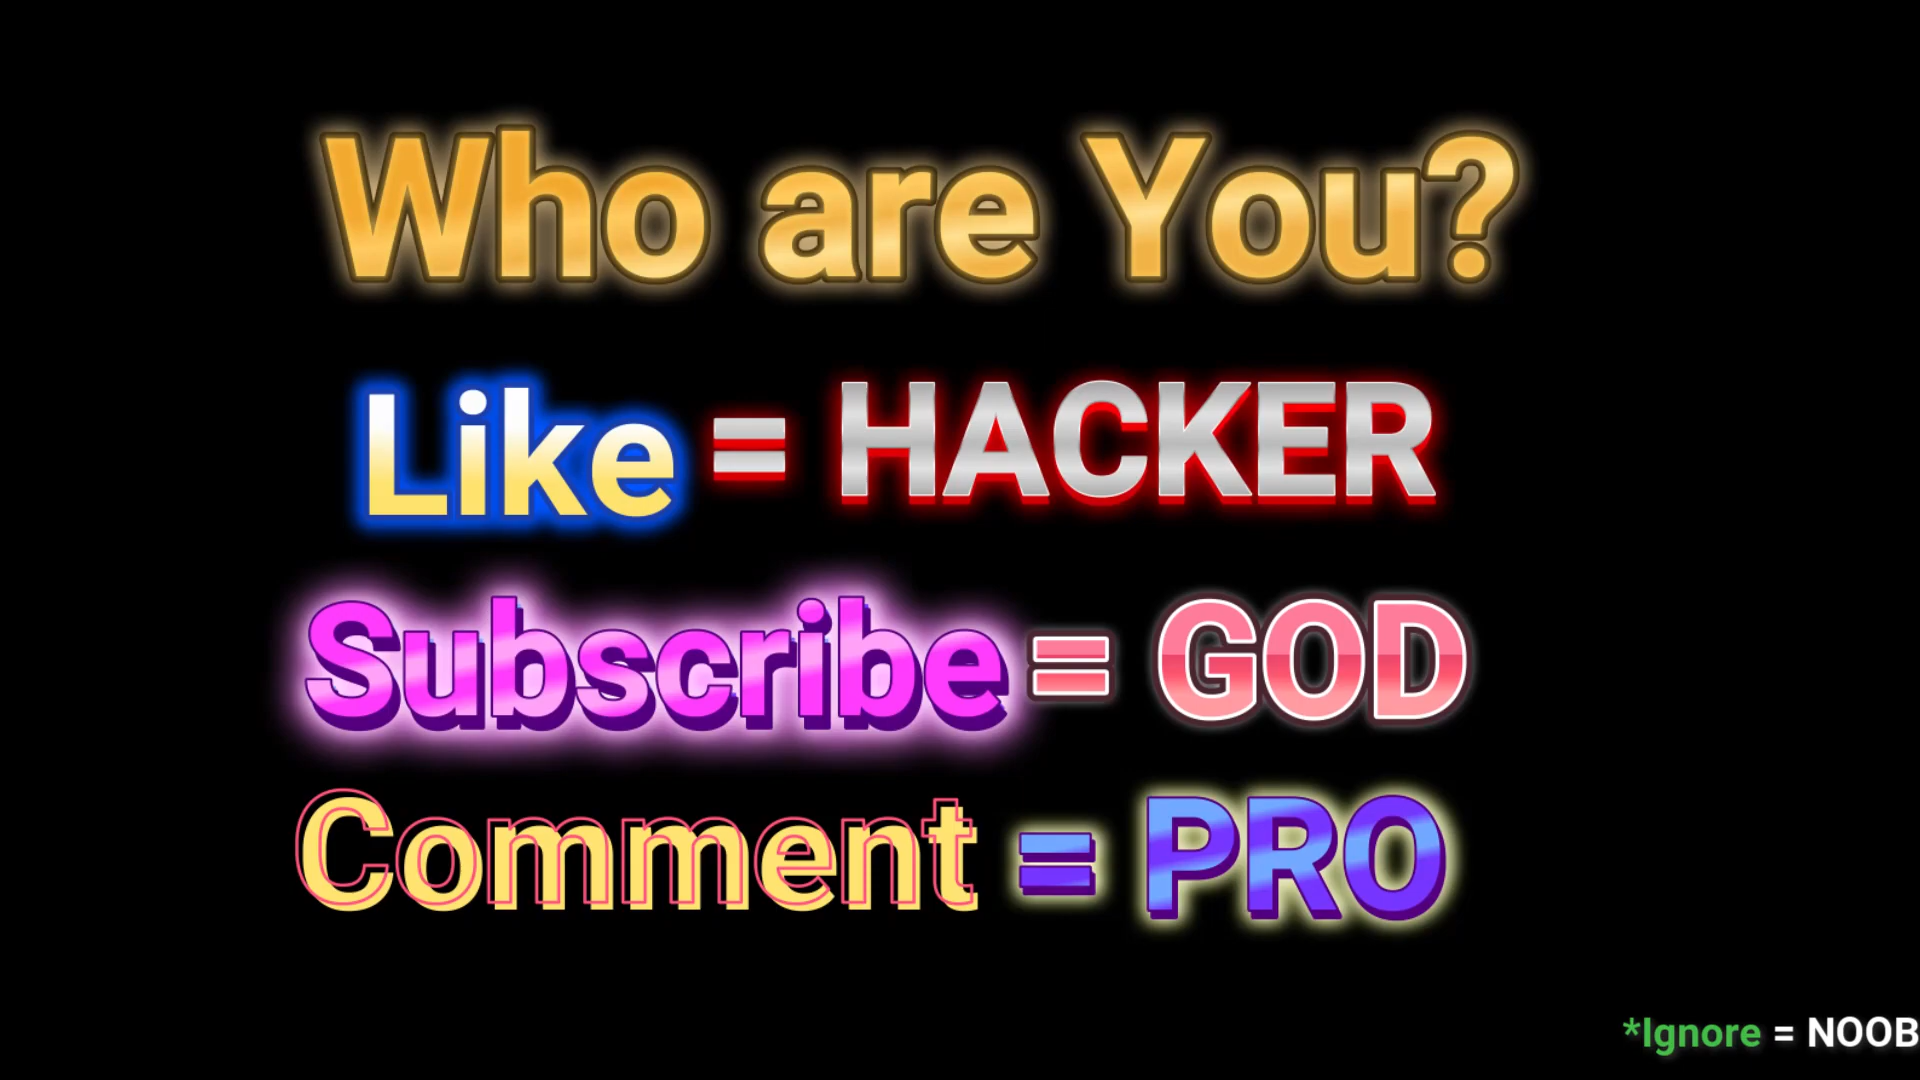 Who are You?
Like = HACKER
Subscribe = GOD
Comment = PRO
*Ignore = NOOB